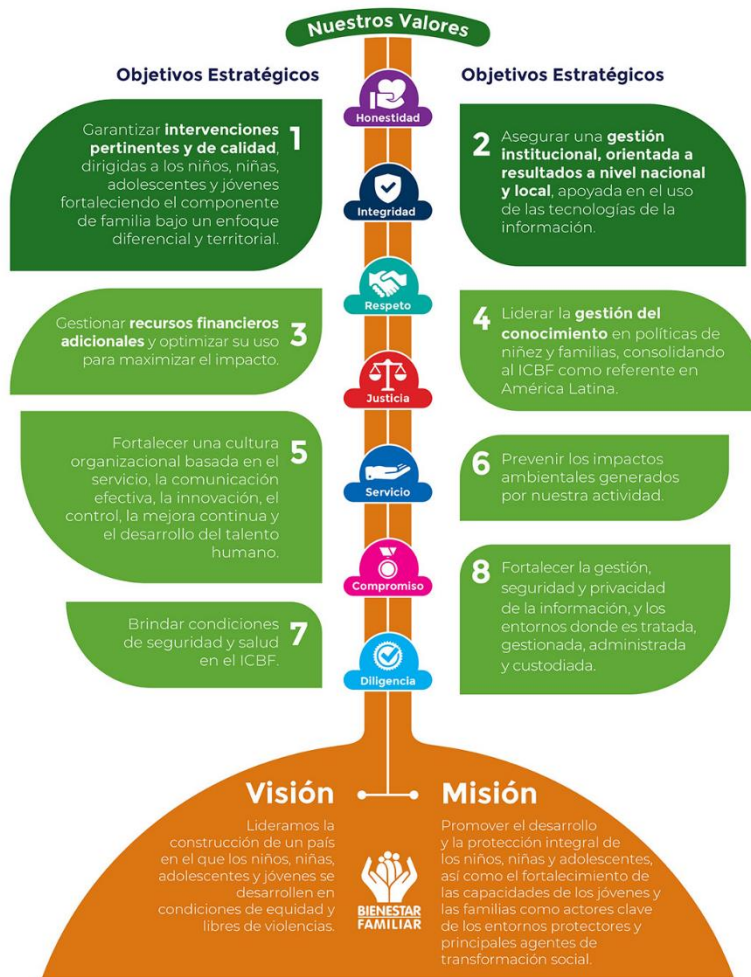 Nuestros Valores
Objetivos Estratégicos
Objetivos Estratégicos
Honestidad
1
Garantizar intervenciones
pertinentes y de calidad,
dirigidas a los niños, niñas,
adolescentes y jóvenes
fortaleciendo el componente
de familia bajo un enfoque
diferencial y territorial.
2
Asegurar una gestión
institucional, orientada a
resultados a nivel nacional
y local, apoyada en el uso
de las tecnologías de la
información.
Integridad
Respeto
3
Gestionar recursos financieros
adicionales y optimizar su uso
para maximizar el impacto.
4
Liderar la gestión del
conocimiento en políticas de
niñez y familias, consolidando
al ICBF como referente en
América Latina.
Justicia
5
Fortalecer una cultura
organizacional basada en el
servicio, la comunicación
efectiva, la innovación, el
control, la mejora continua y
el desarrollo del talento
humano.
6
Prevenir los impactos
ambientales generados
por nuestra actividad.
Servicio
Compromiso
7
Brindar condiciones
de seguridad y salud
en el ICBF.
8
Fortalecer la gestión,
seguridad y privacidad
de la información, y los
entornos donde es tratada,
gestionada, administrada
y custodiada.
Diligencia
Visión
Lideramos la
construcción de un país
en el que los niños, niñas,
adolescentes y jóvenes se
desarrollen en
condiciones de equidad y
libres de violencias.
BIENESTAR
FAMILIAR
Misión
Promover el desarrollo
y la protección integral de
los niños, niñas y adolescentes,
así como el fortalecimiento de
las capacidades de los jóvenes y
las familias como actores clave
de los entornos protectores y
principales agentes de
transformación social.